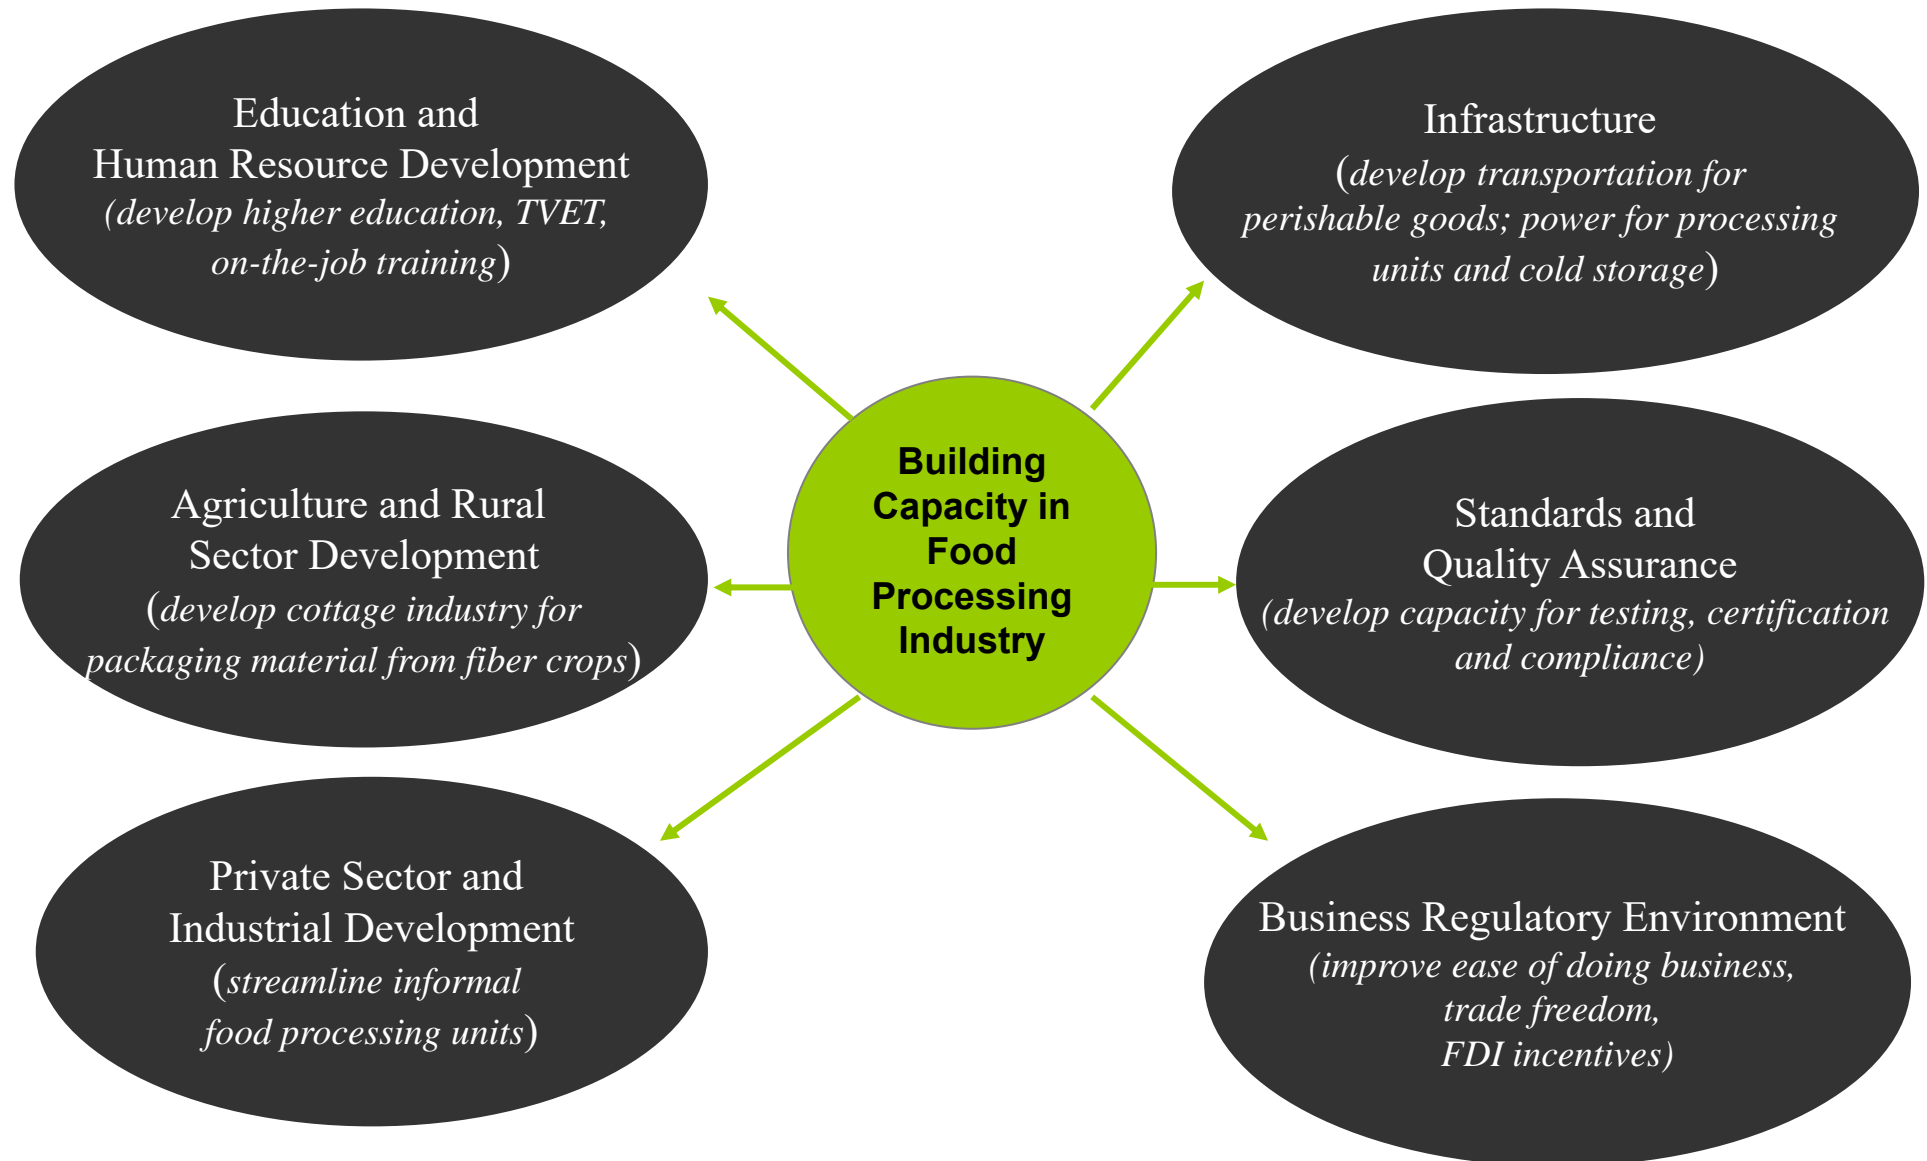 Education and
Human Resource Development
(develop higher education, TVET,
on-the-job training)
Agriculture and Rural
Sector Development
(develop cottage industry for
packaging material from fiber crops)
Private Sector and
Industrial Development
(streamline informal
food processing units)
Building
Capacity in
Food
Processing
Industry
Infrastructure
(develop transportation for
perishable goods; power for processing
units and cold storage)
Standards and
Quality Assurance
(develop capacity for testing, certification
and compliance)
Business Regulatory Environment
(improve ease of doing business,
trade freedom,
FDI incentives)